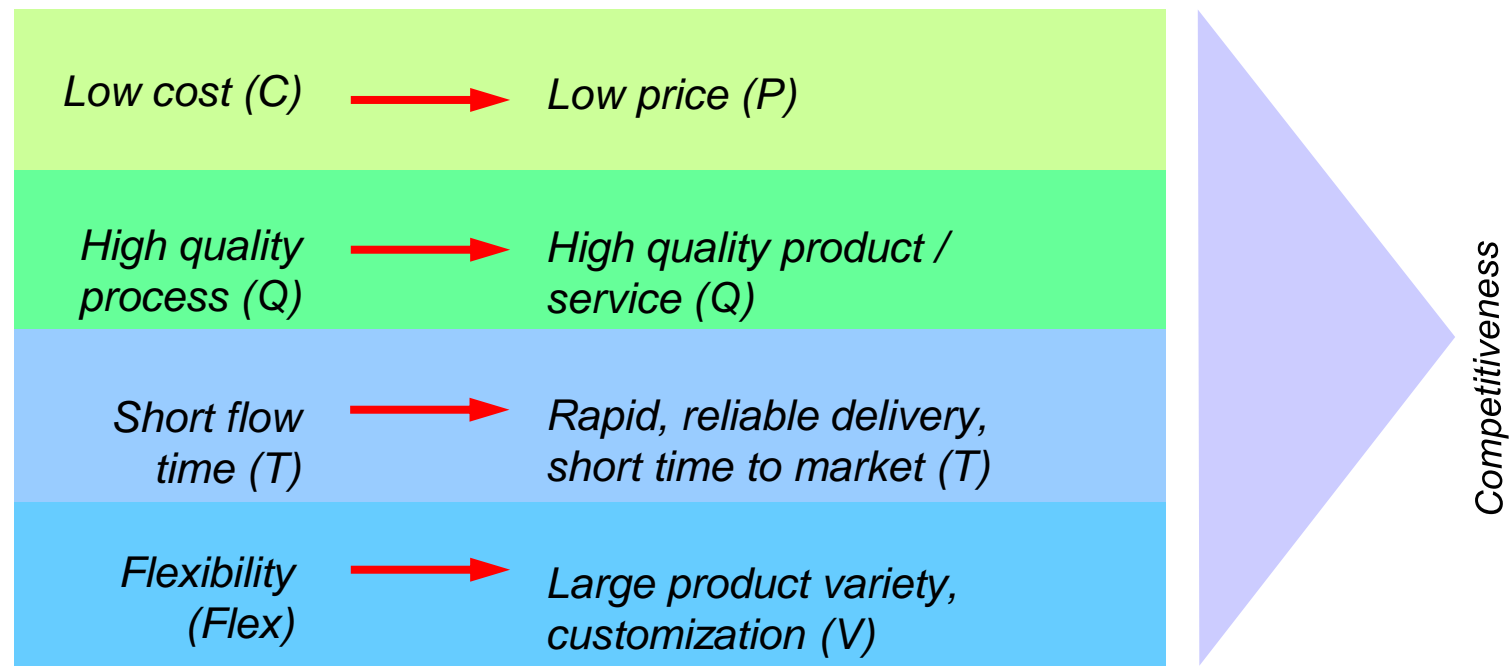 Low cost (C)
Low price (P)
High quality
process (Q)
High quality product /
service (Q)
Short flow
time (T)
Rapid, reliable delivery,
short time to market (T)
Flexibility
(Flex)
Large product variety,
customization (V)
Competitiveness